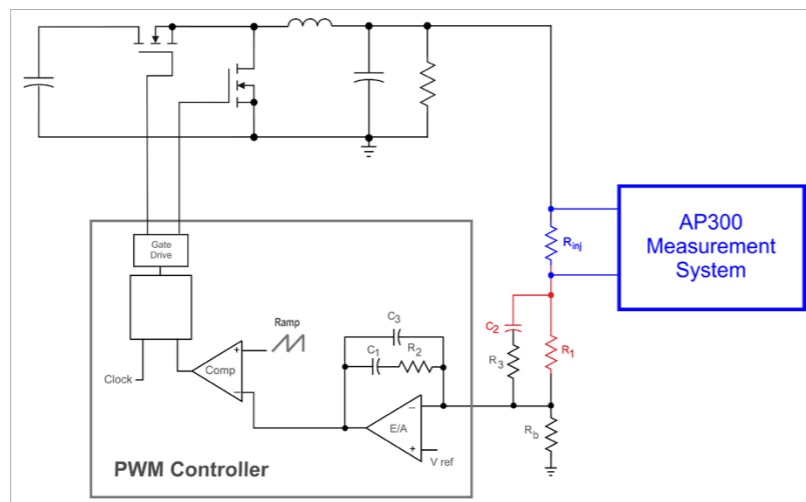 AP300
Measurement
System
Rinj
Gate
Drive
C3
Ramp
C2
R1
C1
R2
R3
+
Comp
−
Clock
−
E/A
+
Rb
V ref
PWM Controller